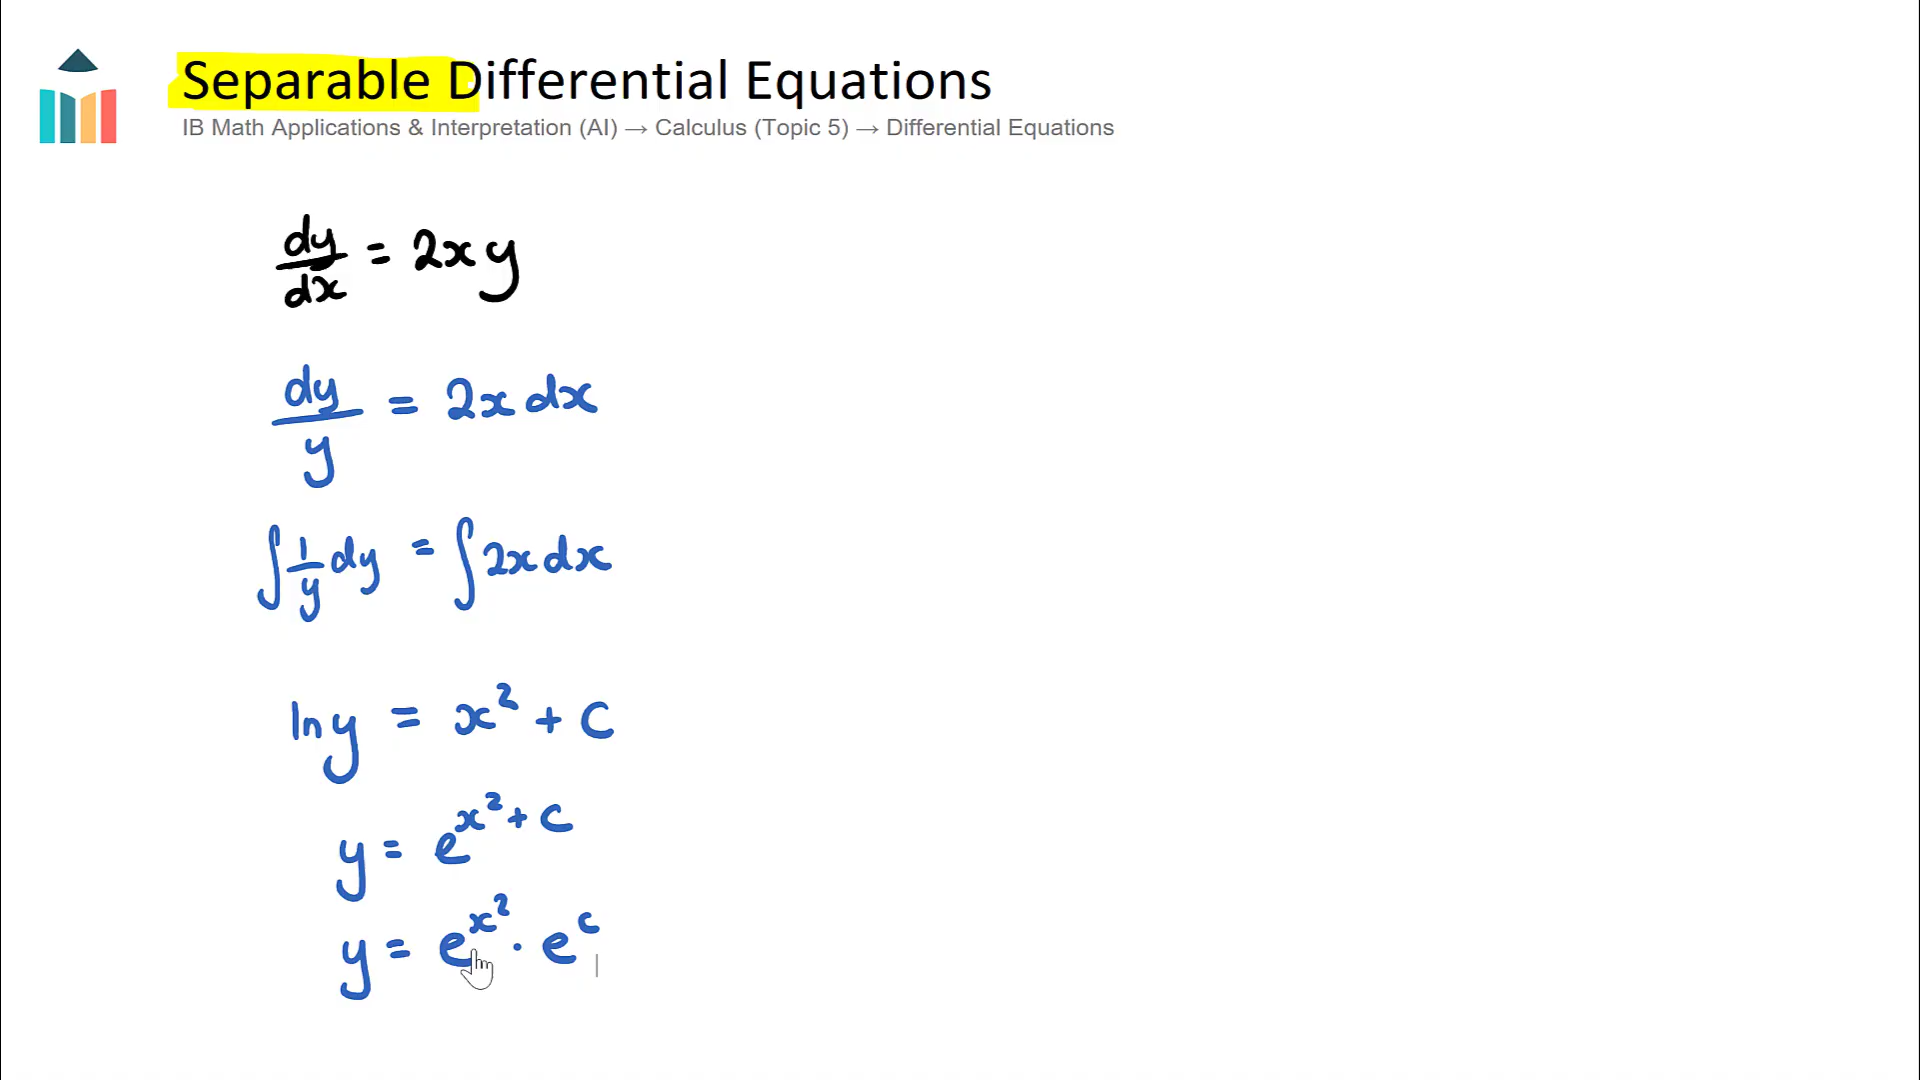 Separable Differential Equations
IB Math Applications & Interpretation (AI) → Calculus (Topic 5) → Differential Equations
dy/dx = 2xy
dy/y = 2x dx
∫ 1/y dy = ∫ 2x dx
ln y = x² + c
y = e^(x² + c)
y = e^(x²) · e^c